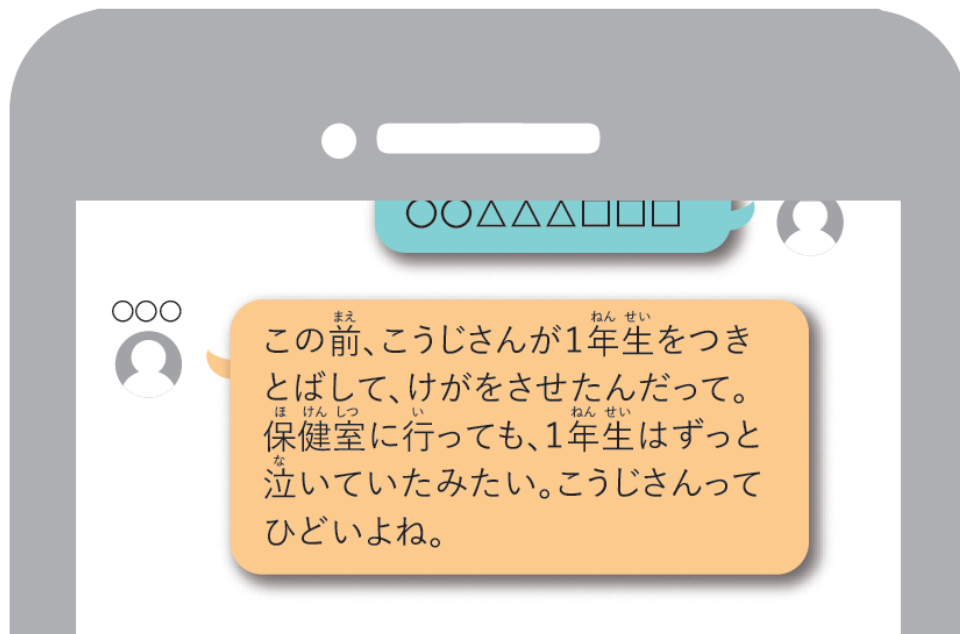 ○○△△△□□□
○○○
この前、こうじさんが1年生をつき
とばして、けがをさせたんだって。
保健室に行っても、1年生はずっと
泣いていたみたい。こうじさんって
ひどいよね。